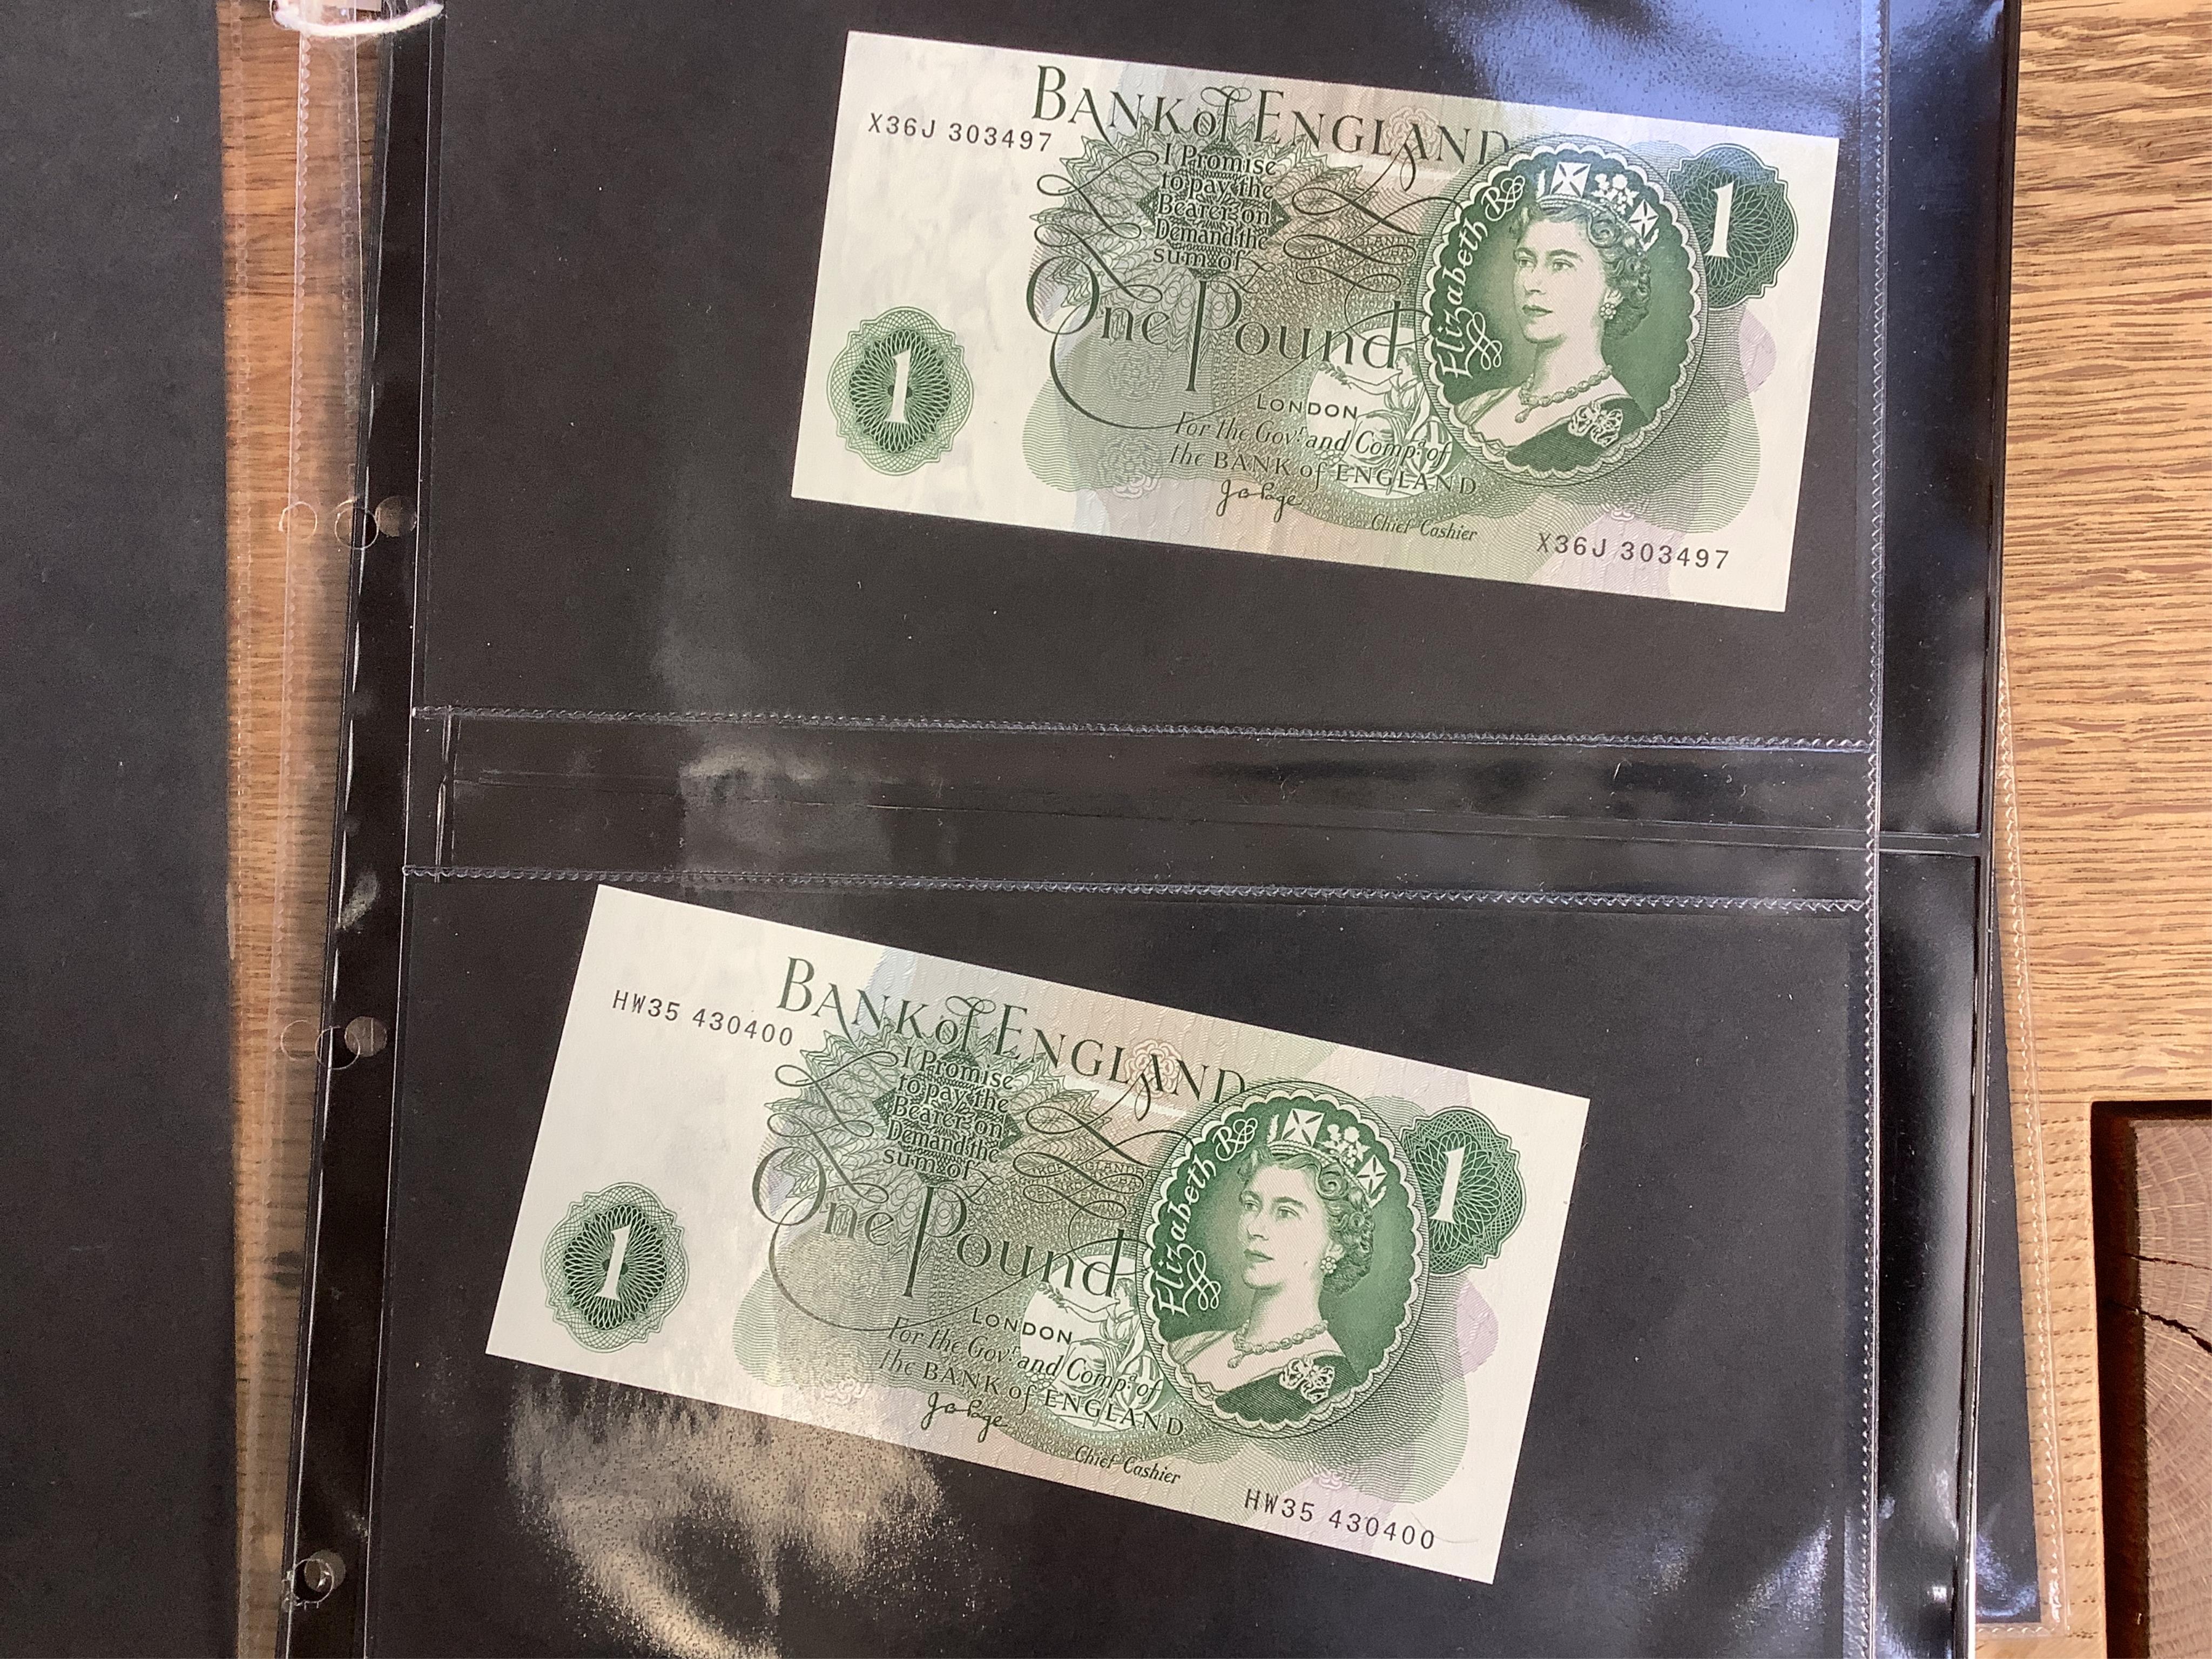 BANK of ENGLAND
X36J 303497
I Promise
to pay the
Bearer on
Demand the
sum of
One Pound
Elizabeth R
1
1
LONDON
For the Govr. and Compa. of
the BANK of ENGLAND
Chief Cashier
X36J 303497
BANK of ENGLAND
HW35 430400
I Promise
to pay the
Bearer on
Demand the
sum of
One Pound
Elizabeth R
1
1
LONDON
For the Govr. and Compa. of
the BANK of ENGLAND
Chief Cashier
HW35 430400